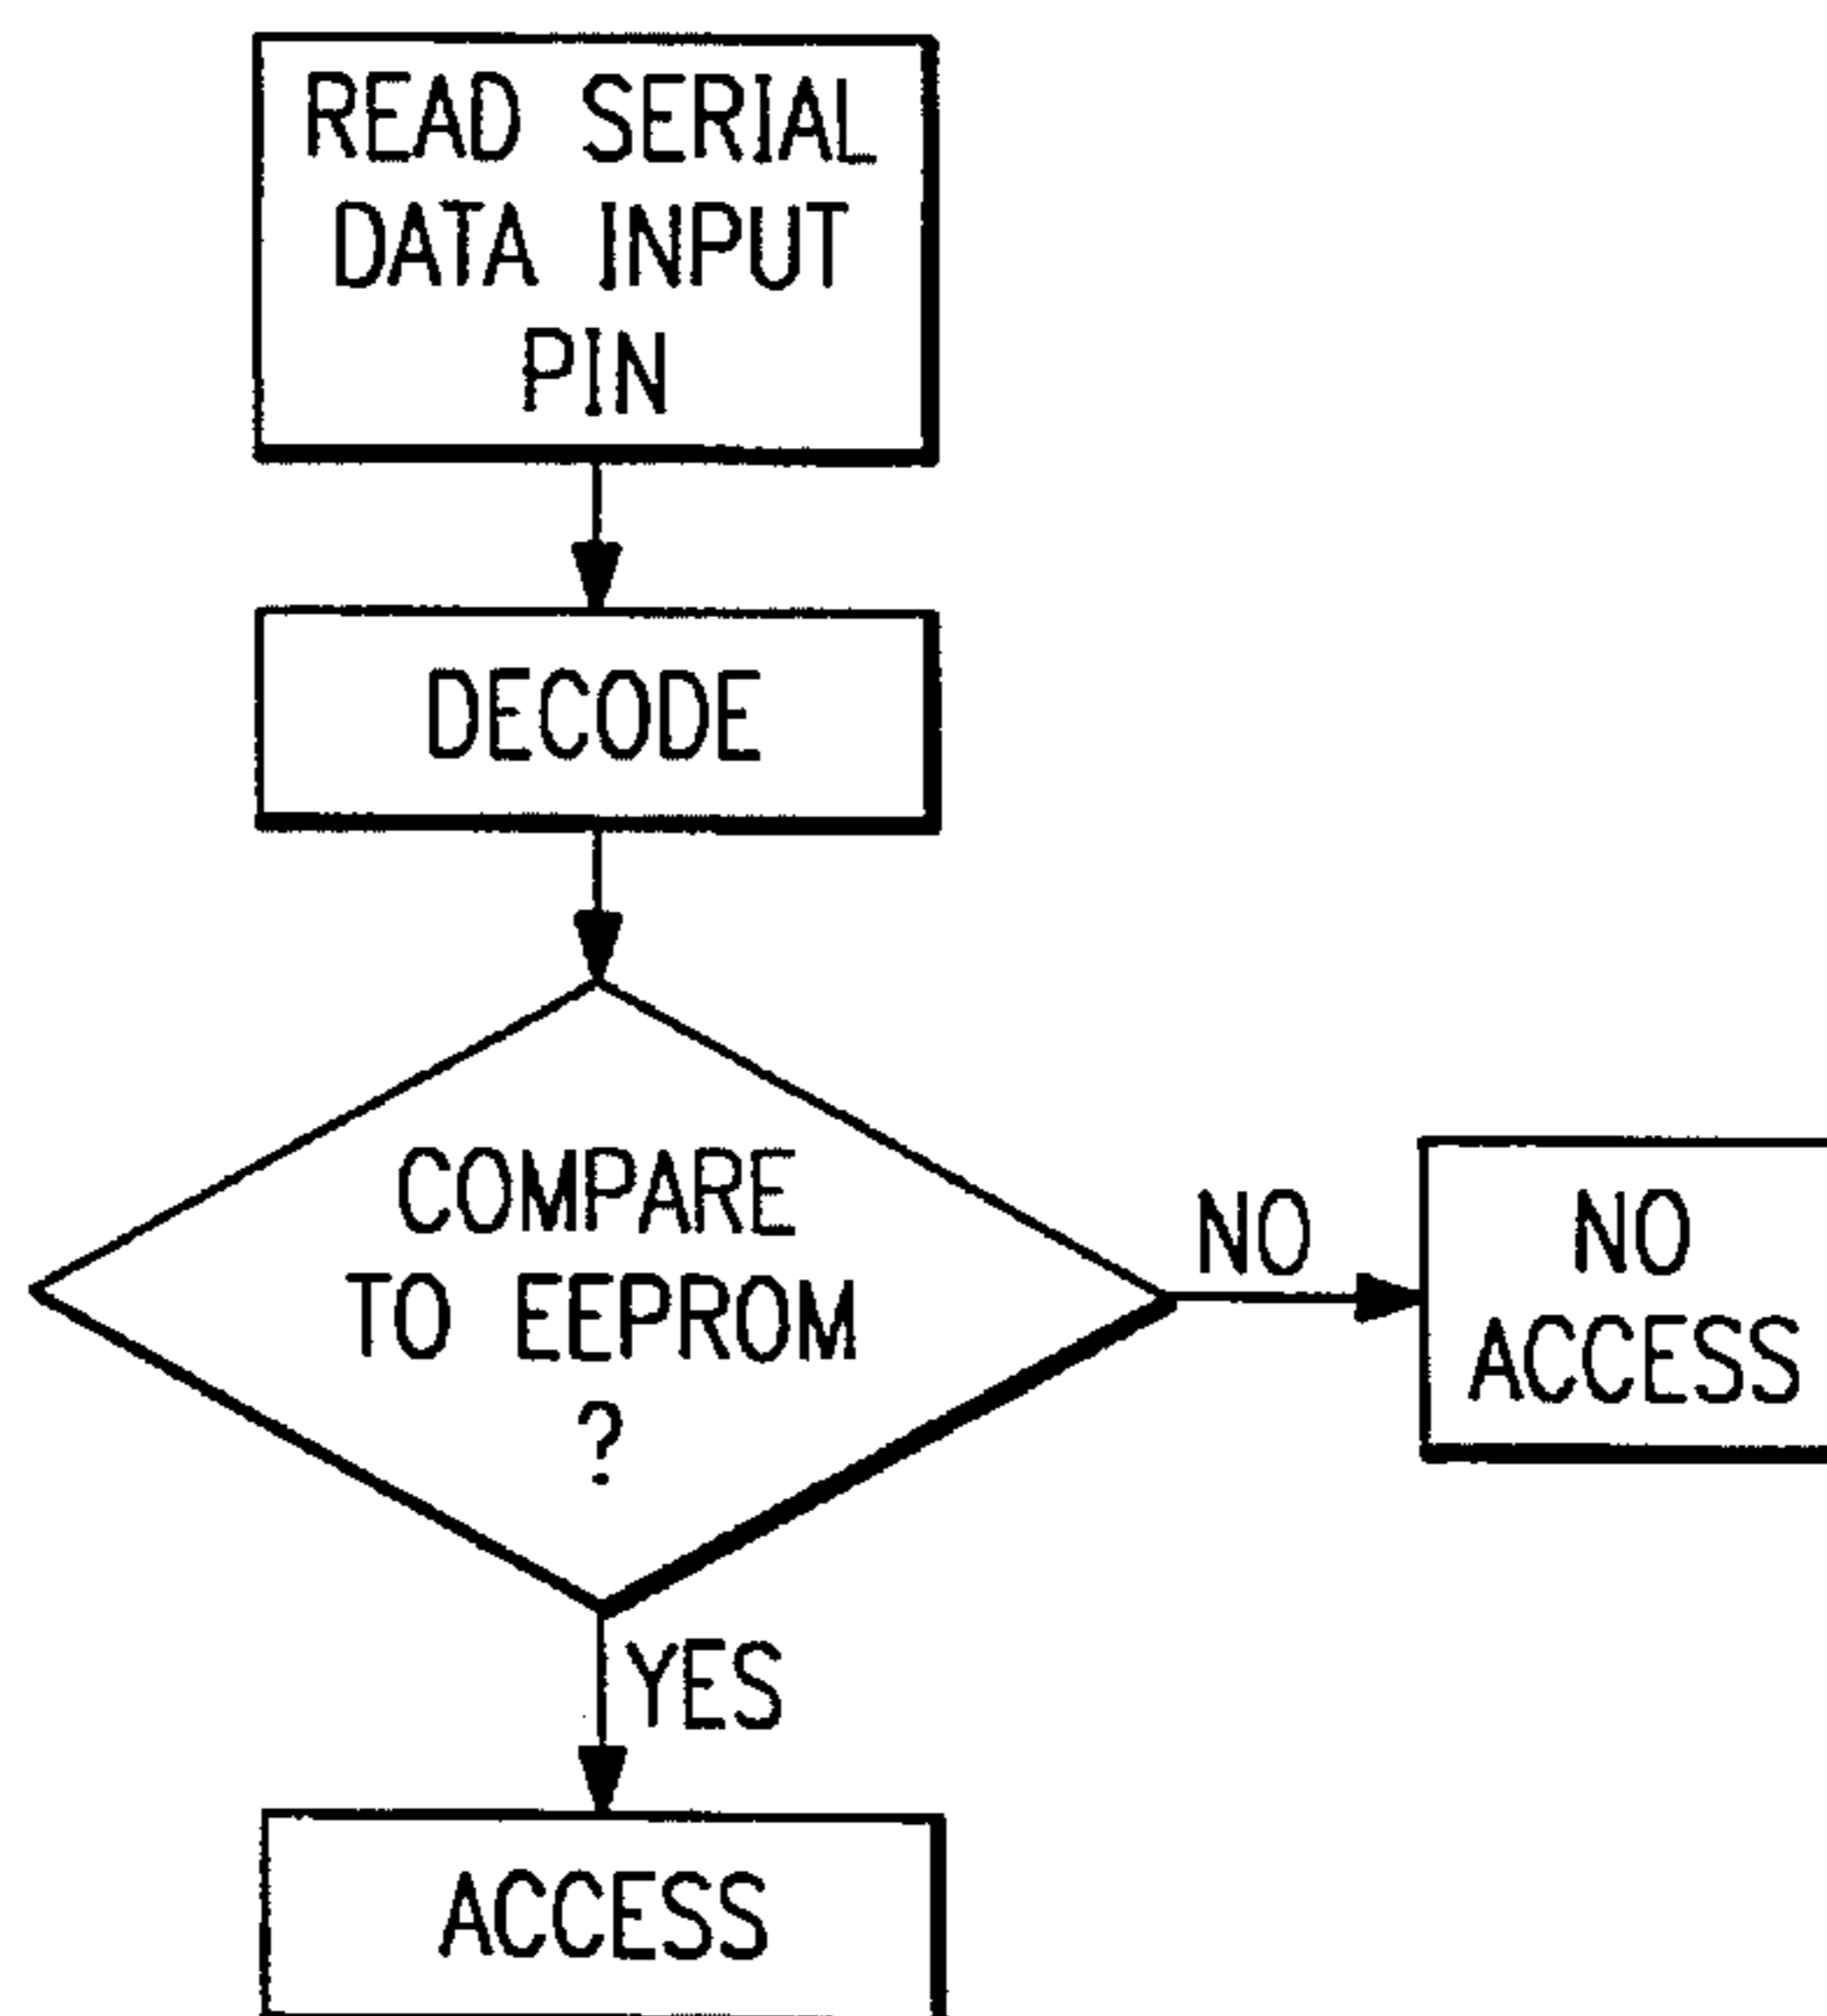 READ SERIAL
DATA INPUT
PIN
DECODE
COMPARE
TO EEPROM
?
NO
NO
ACCESS
YES
ACCESS